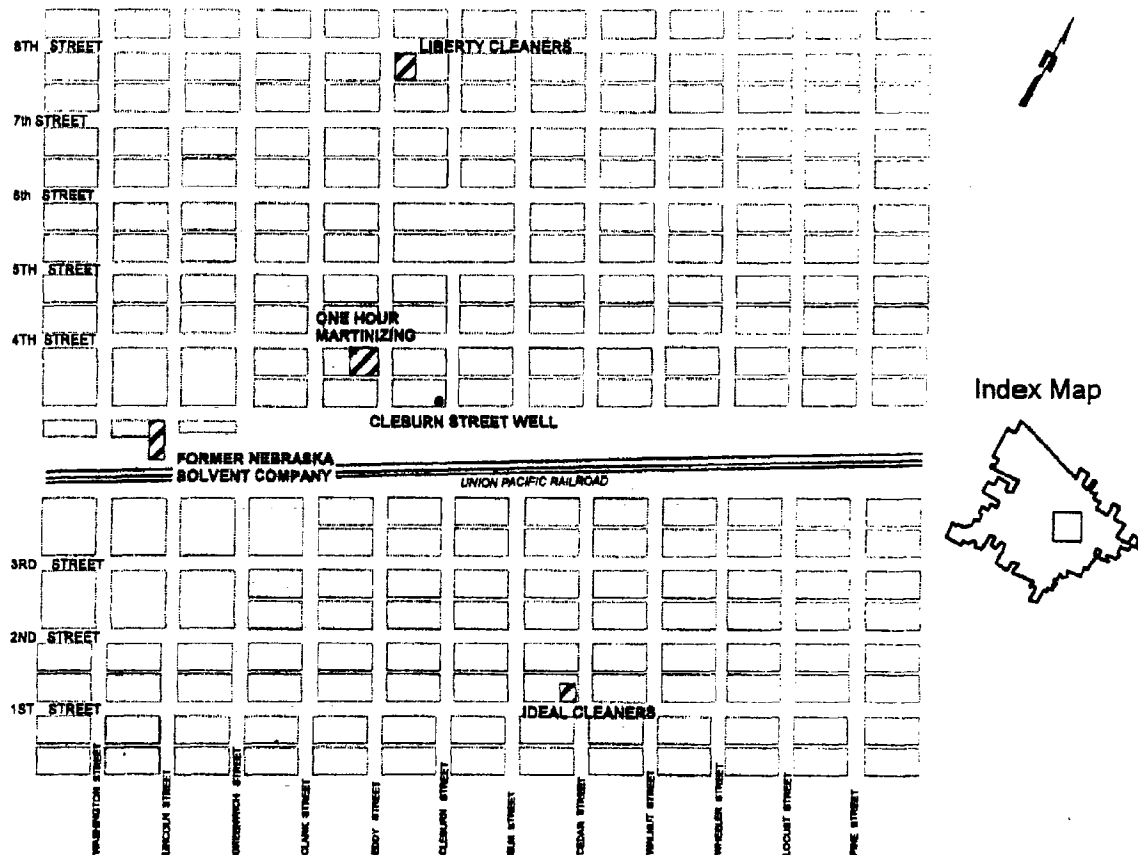 8TH STREET
LIBERTY CLEANERS
7th STREET
6th STREET
5TH STREET
ONE HOUR
MARTINIZING
4TH STREET
Index Map
CLEBURN STREET WELL
FORMER NEBRASKA
SOLVENT COMPANY
UNION PACIFIC RAILROAD
3RD STREET
2ND STREET
1ST STREET
IDEAL CLEANERS
WASHINGTON STREET
LINCOLN STREET
GREENWICH STREET
CLARK STREET
EDDY STREET
CLEBURN STREET
ELM STREET
CEDAR STREET
WALNUT STREET
WHEELER STREET
LOCUST STREET
PINE STREET